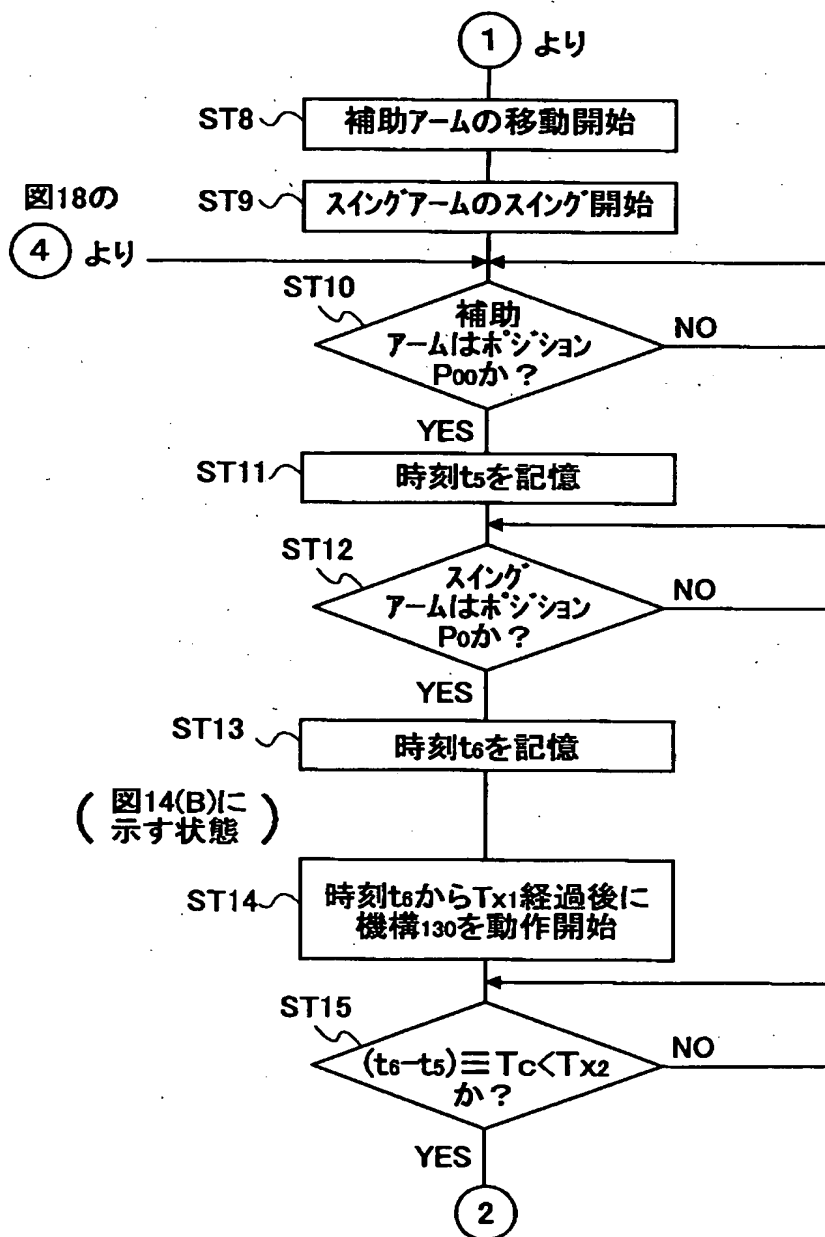 1 より
ST8
補助アームの移動開始
図18の
4 より
ST9
スイングアームのスイング開始
ST10
補助
アームはポジション
P00か?
NO
YES
ST11
時刻t5を記憶
ST12
スイング
アームはポジション
P0か?
NO
YES
ST13
時刻t6を記憶
( 図14(B)に
示す状態 )
ST14
時刻t6からTX1経過後に
機構130を動作開始
ST15
(t6-t5)≡TC<TX2
か?
NO
YES
2